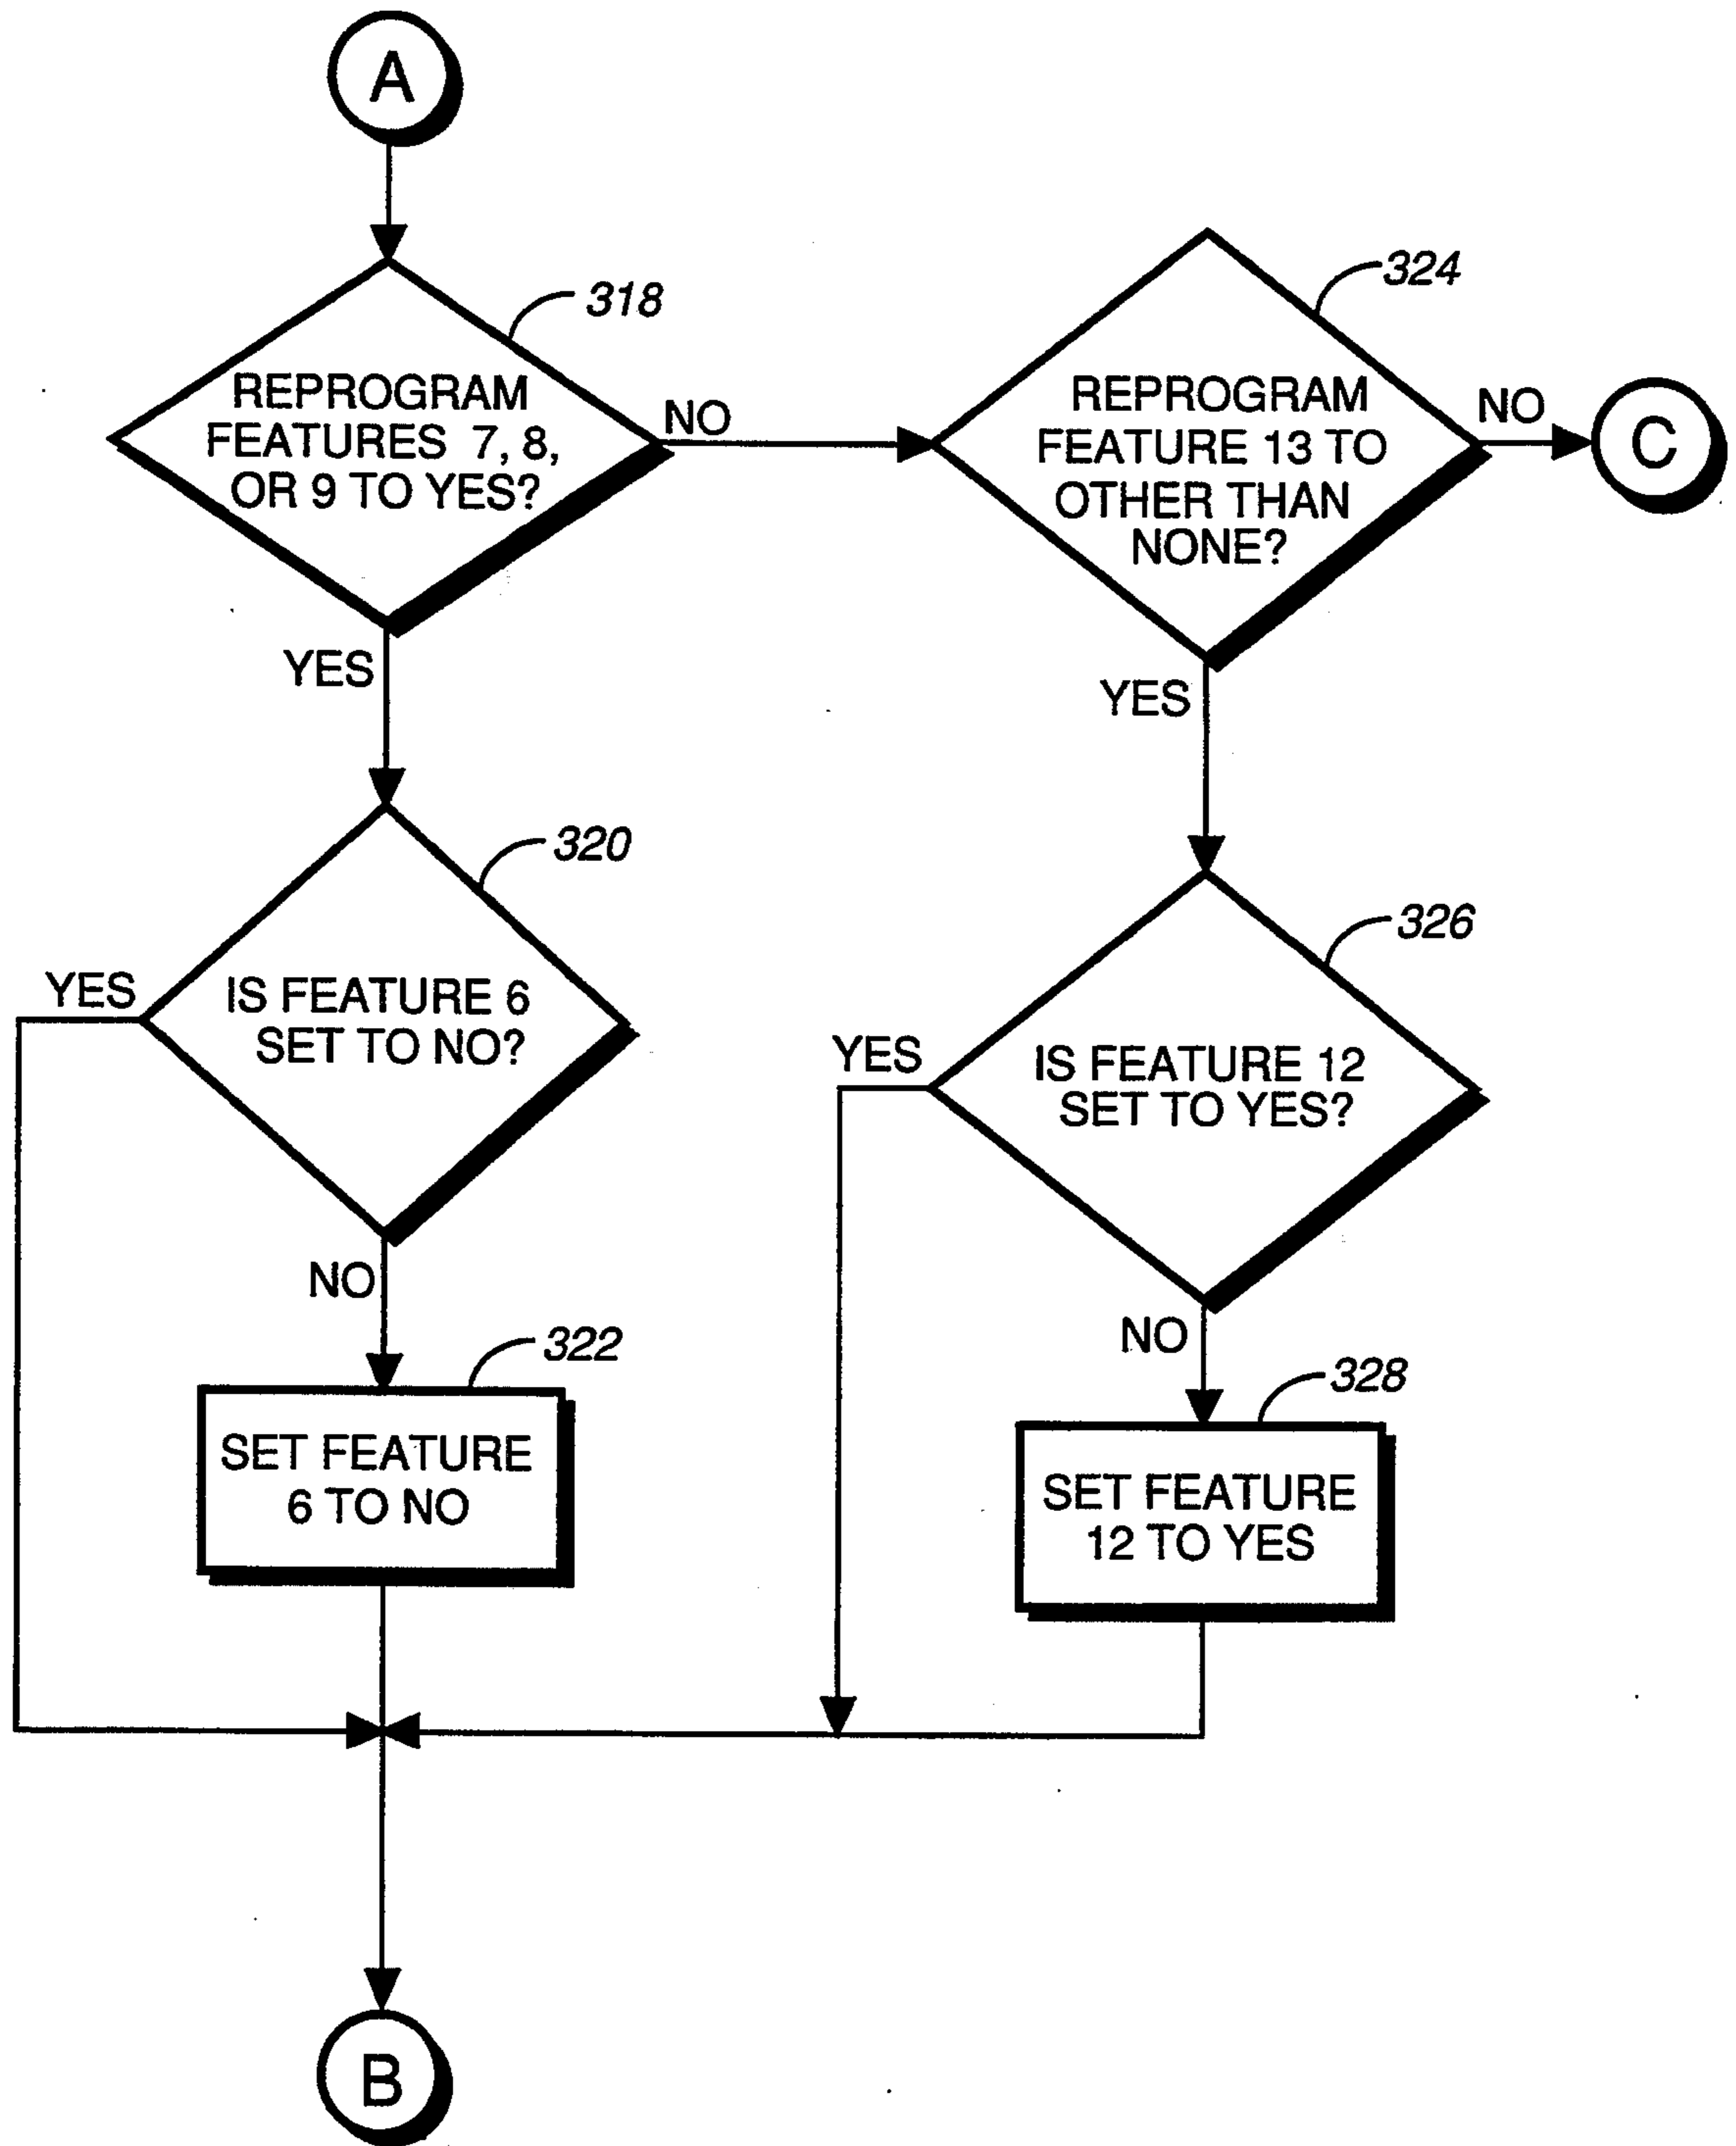 A
318
REPROGRAM
FEATURES 7, 8,
OR 9 TO YES?
NO
YES
324
REPROGRAM
FEATURE 13 TO
OTHER THAN
NONE?
NO
C
YES
320
IS FEATURE 6
SET TO NO?
YES
NO
326
IS FEATURE 12
SET TO YES?
YES
NO
322
SET FEATURE
6 TO NO
328
SET FEATURE
12 TO YES
B